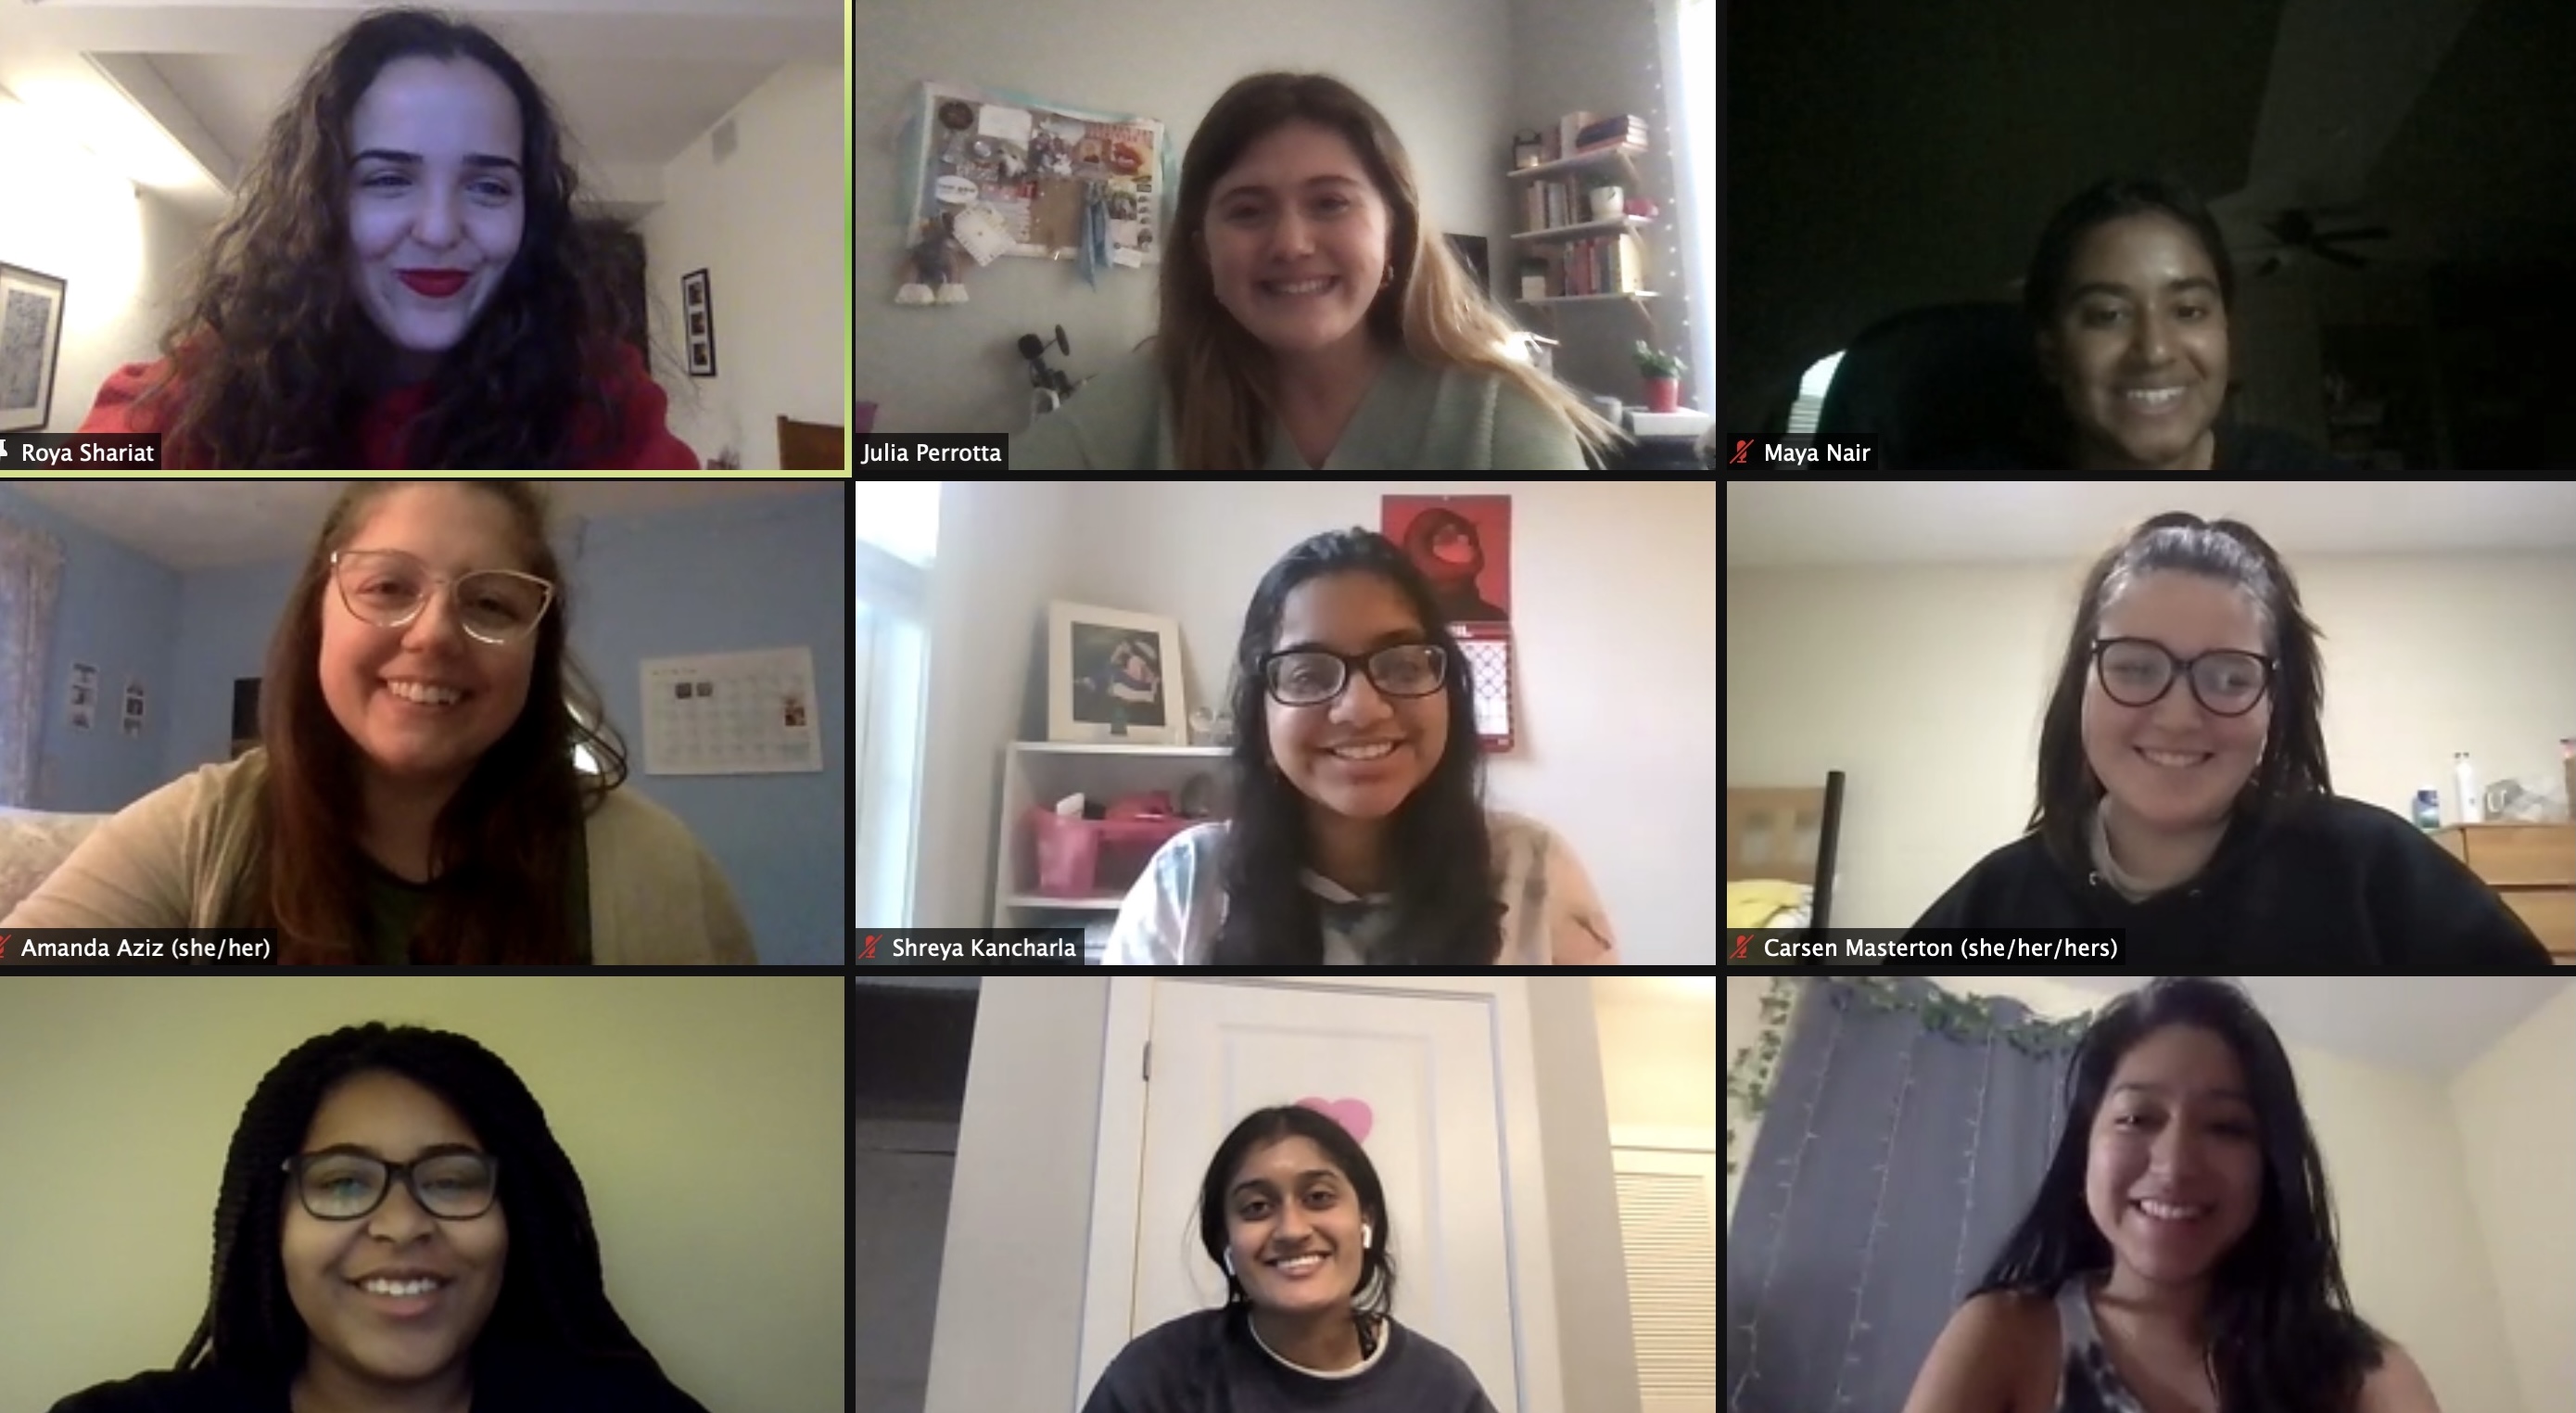 Roya Shariat
Julia Perrotta
Maya Nair
Amanda Aziz (she/her)
Shreya Kancharla
Carsen Masterton (she/her/hers)